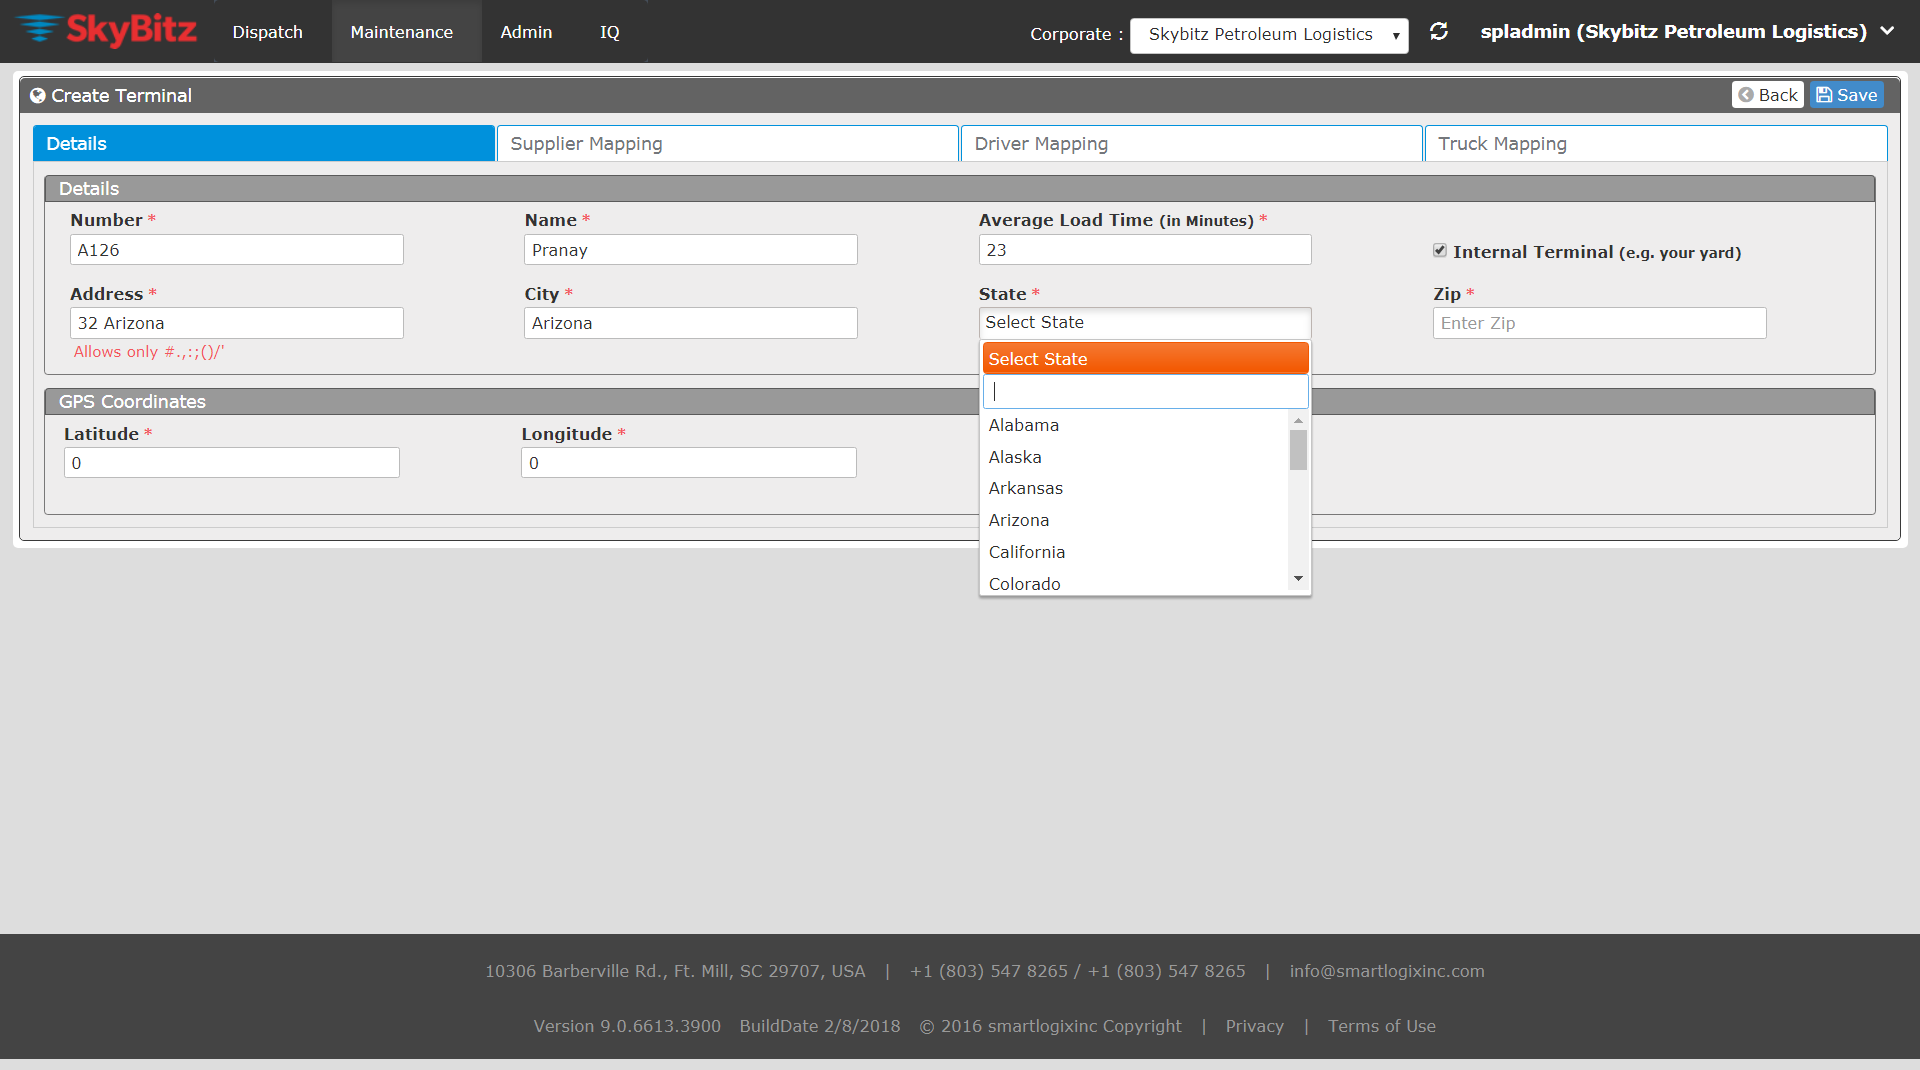 SkyBitz Dispatch Maintenance Admin IQ Corporate : Skybitz Petroleum Logistics spladmin (Skybitz Petroleum Logistics)
Create Terminal Back Save
Details Supplier Mapping Driver Mapping Truck Mapping
Details
Number * Name * Average Load Time (in Minutes) *
A126 Pranay 23 Internal Terminal (e.g. your yard)
Address * City * State * Zip *
32 Arizona Arizona Select State Enter Zip
Allows only #.,:;()/'
Select State
GPS Coordinates
Latitude * Longitude *
0 0
Alabama
Alaska
Arkansas
Arizona
California
Colorado
10306 Barberville Rd., Ft. Mill, SC 29707, USA | +1 (803) 547 8265 / +1 (803) 547 8265 | info@smartlogixinc.com
Version 9.0.6613.3900 BuildDate 2/8/2018 © 2016 smartlogixinc Copyright | Privacy | Terms of Use